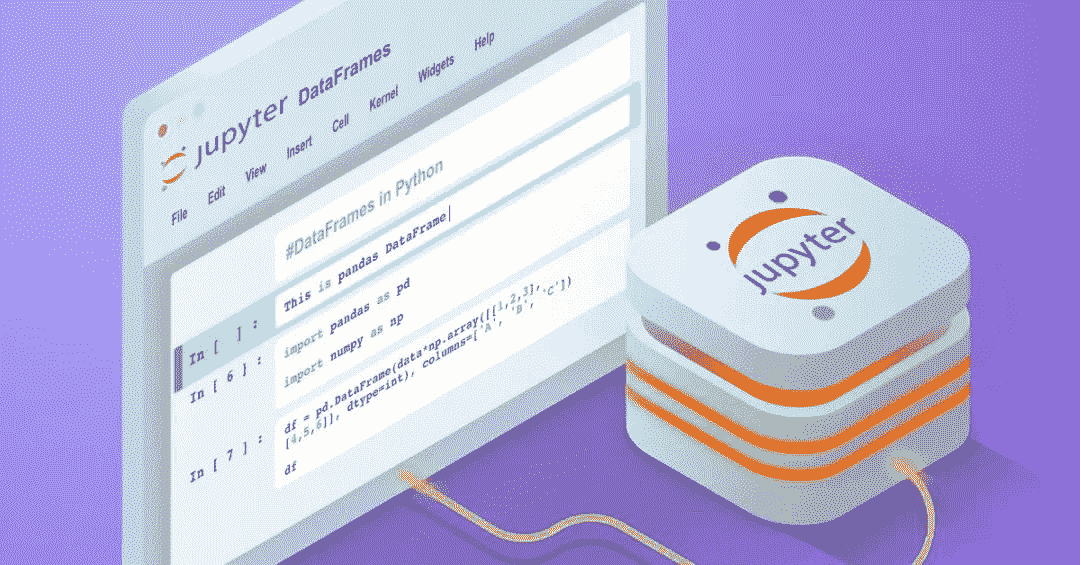 jupyter DataFrames
File Edit View Insert Cell Kernel Widgets Help
#DataFrames in Python
In [ ] : This is pandas DataFrame
In [ 6 ] : import pandas as pd
import numpy as np
In [ 7 ] : df = pd.DataFrame(data*np.array([[1,2,3],
[4,5,6]], dtype=int), columns=['A', 'B', 'C'])
df
jupyter